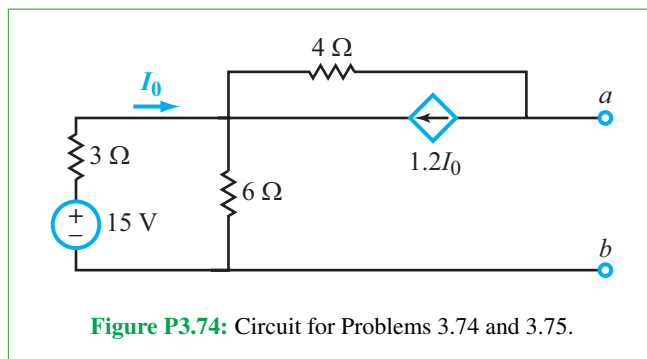 4 Ω
I₀
a
3 Ω
1.2I₀
6 Ω
+
−
15 V
b
Figure P3.74: Circuit for Problems 3.74 and 3.75.